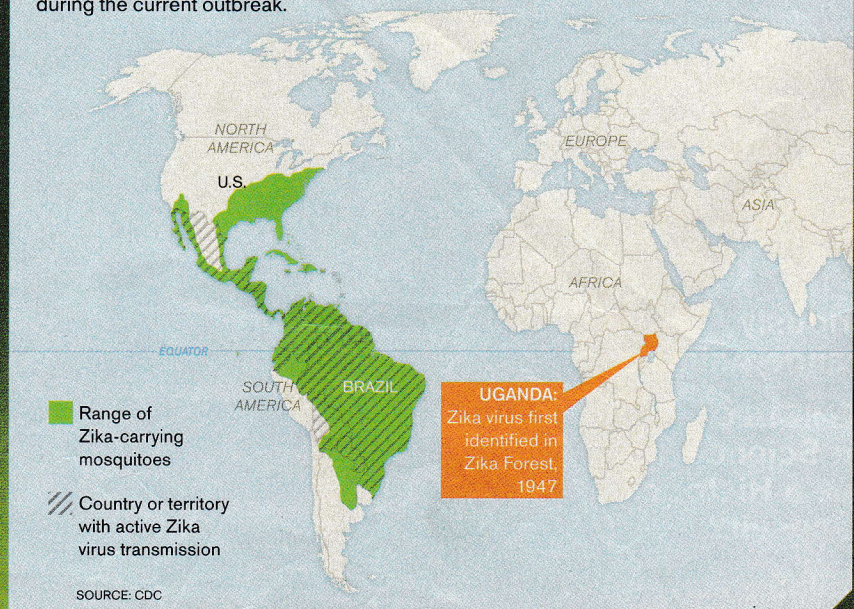 during the current outbreak.
NORTH
AMERICA
U.S.
EUROPE
ASIA
AFRICA
EQUATOR
SOUTH
AMERICA
BRAZIL
UGANDA:
Zika virus first
identified in
Zika Forest,
1947
Range of
Zika-carrying
mosquitoes
Country or territory
with active Zika
virus transmission
SOURCE: CDC